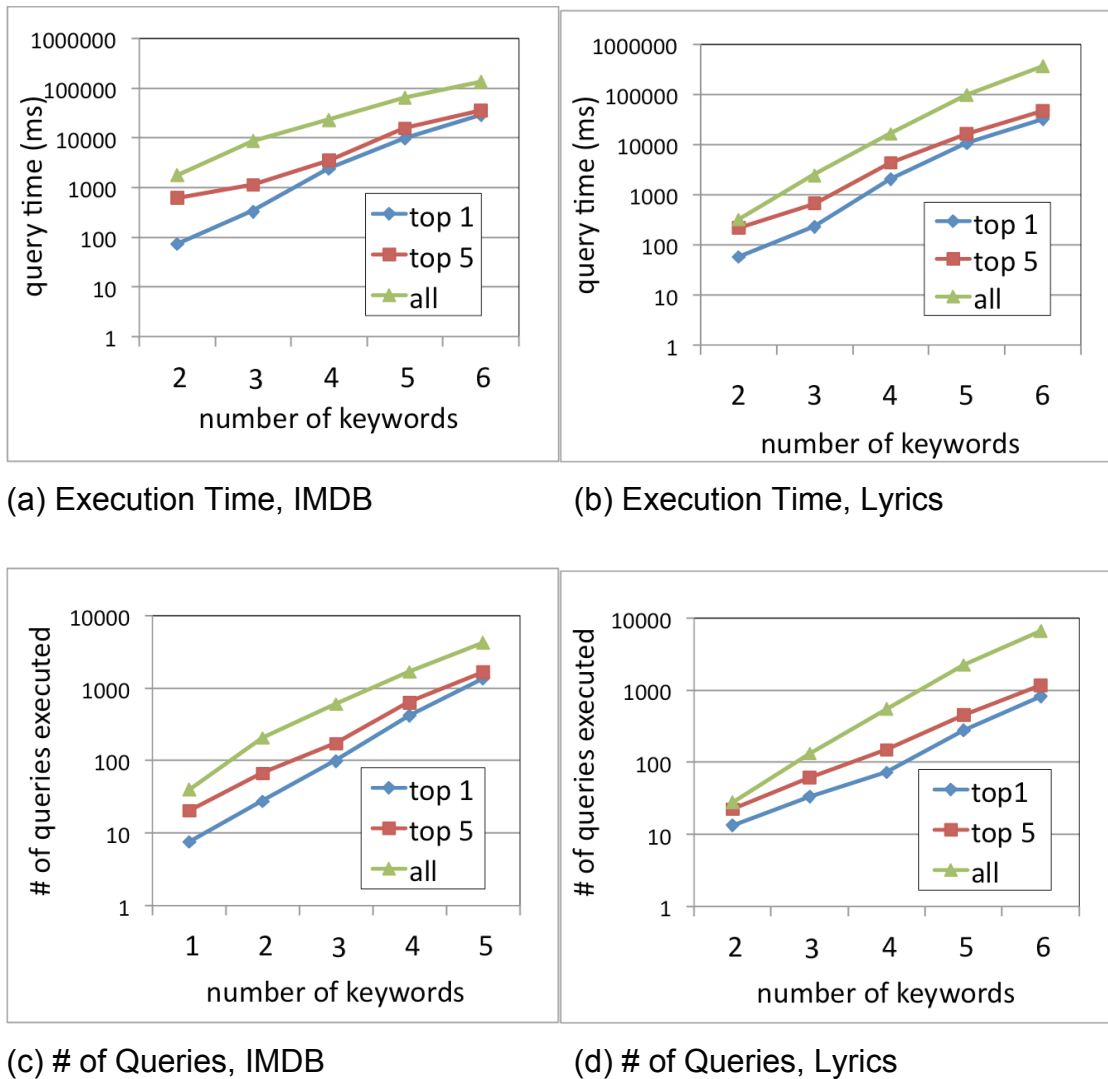 1000000
100000
10000
1000
100
10
1
query time (ms)
top 1
top 5
all
2 3 4 5 6
number of keywords
1000000
100000
10000
1000
100
10
1
query time (ms)
top 1
top 5
all
2 3 4 5 6
number of keywords
(a) Execution Time, IMDB
(b) Execution Time, Lyrics
10000
1000
100
10
1
# of queries executed
top 1
top 5
all
1 2 3 4 5
number of keywords
10000
1000
100
10
1
# of queries executed
top1
top 5
all
2 3 4 5 6
number of keywords
(c) # of Queries, IMDB
(d) # of Queries, Lyrics